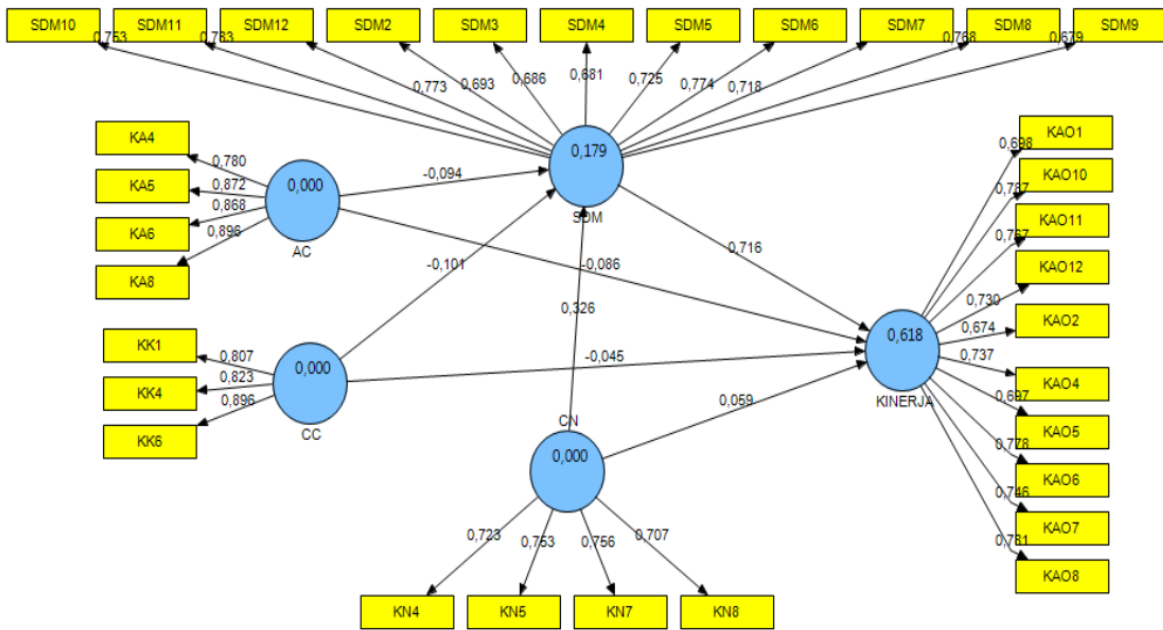 SDM10 SDM11 SDM12 SDM2 SDM3 SDM4 SDM5 SDM6 SDM7 SDM8 SDM9
0,753 0,783 0,773 0,693 0,686 0,681 0,725 0,774 0,718 0,768 0,679
KA4
KA5
KA6
KA8
0,780
0,872
0,868
0,896
0,000
AC
-0,094
0,179
SDM
-0,101
0,326
-0,086
0,716
KK1
KK4
KK6
0,807
0,823
0,896
0,000
CC
-0,045
CN
0,000
0,059
0,618
KINERJA
0,698
0,787
0,767
0,730
0,674
0,737
0,697
0,778
0,746
KAO1
KAO10
KAO11
KAO12
KAO2
KAO4
KAO5
KAO6
KAO7
KAO8
0,723 0,753 0,756 0,707
KN4 KN5 KN7 KN8